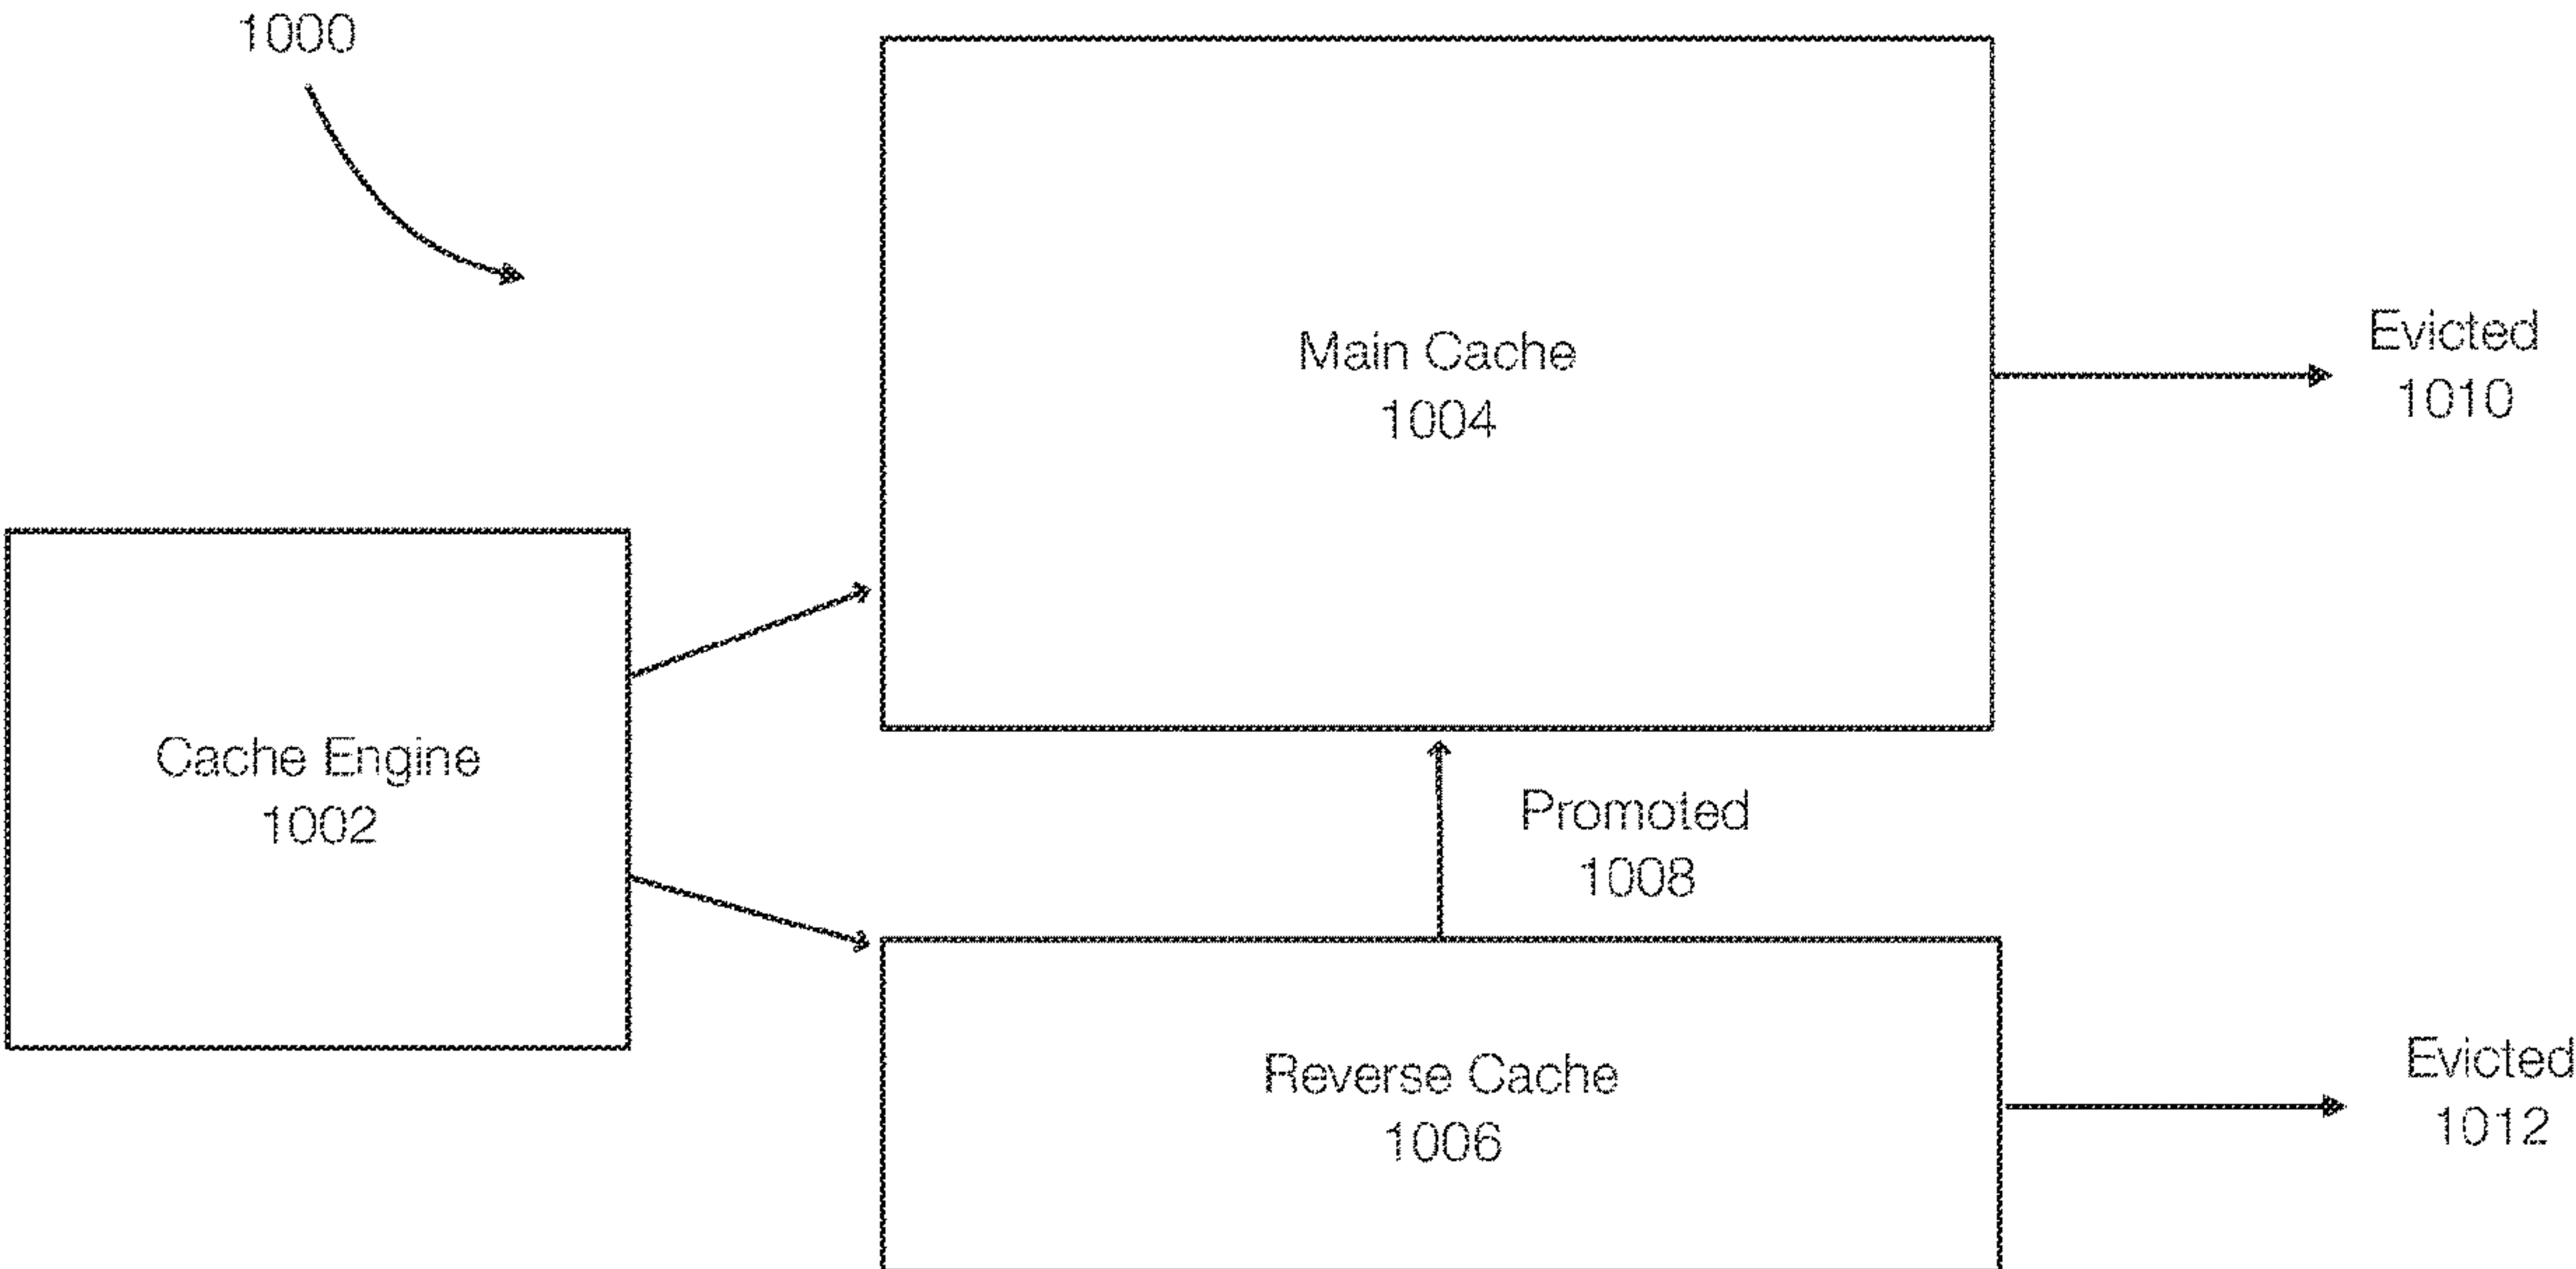 1000
Main Cache
1004
Evicted
1010
Cache Engine
1002
Promoted
1008
Reverse Cache
1006
Evicted
1012